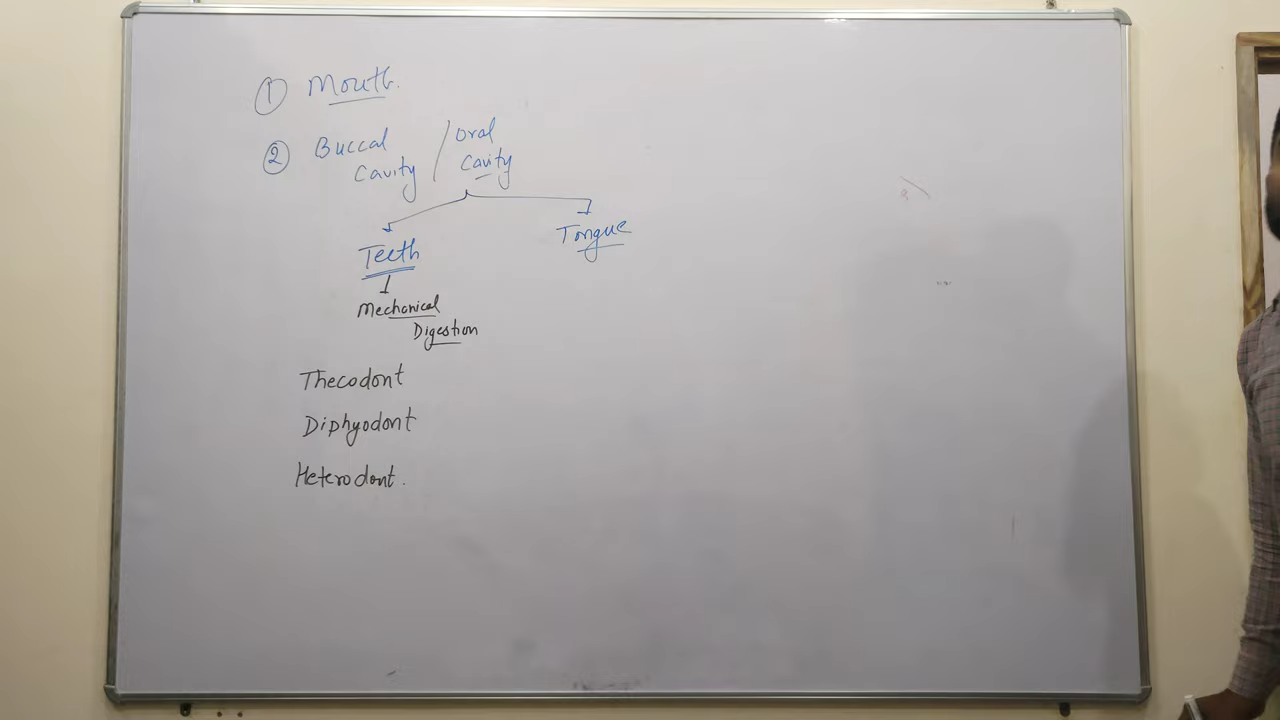 ① Mouth.
② Buccal Cavity / Oral Cavity
Teeth
Tongue
Mechanical
Digestion
Thecodont
Diphyodont
Heterodont.